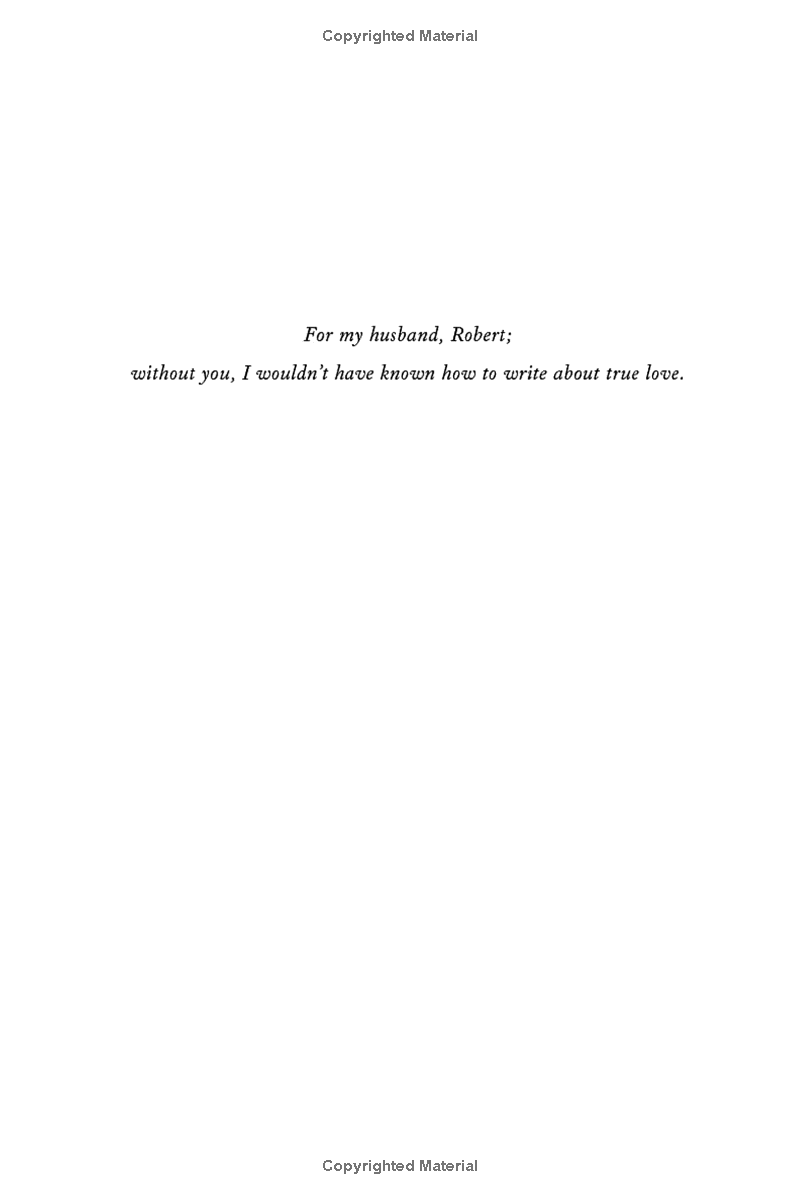 Copyrighted Material
For my husband, Robert;
without you, I wouldn’t have known how to write about true love.
Copyrighted Material